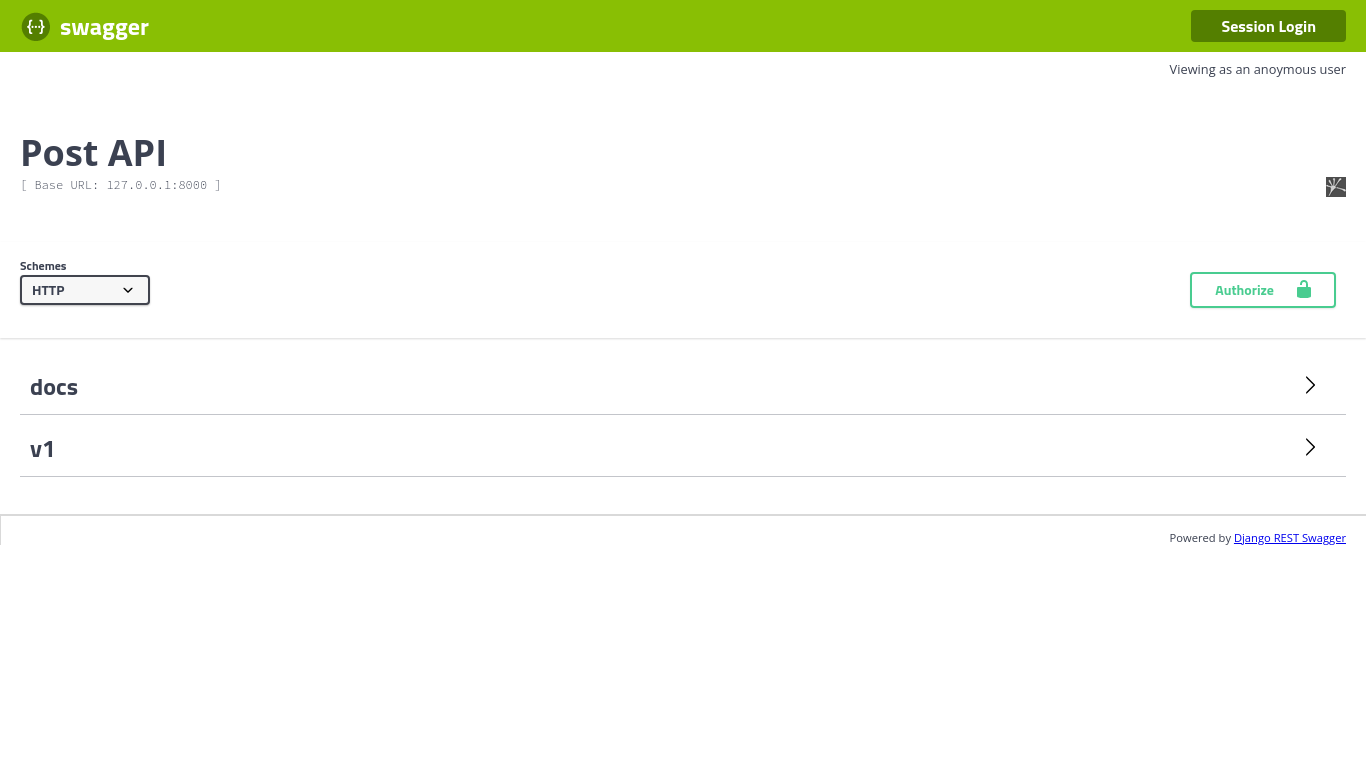 {···} swagger
Session Login
Viewing as an anoymous user
Post API
[ Base URL: 127.0.0.1:8000 ]
Schemes
HTTP
Authorize
docs
v1
Powered by Django REST Swagger